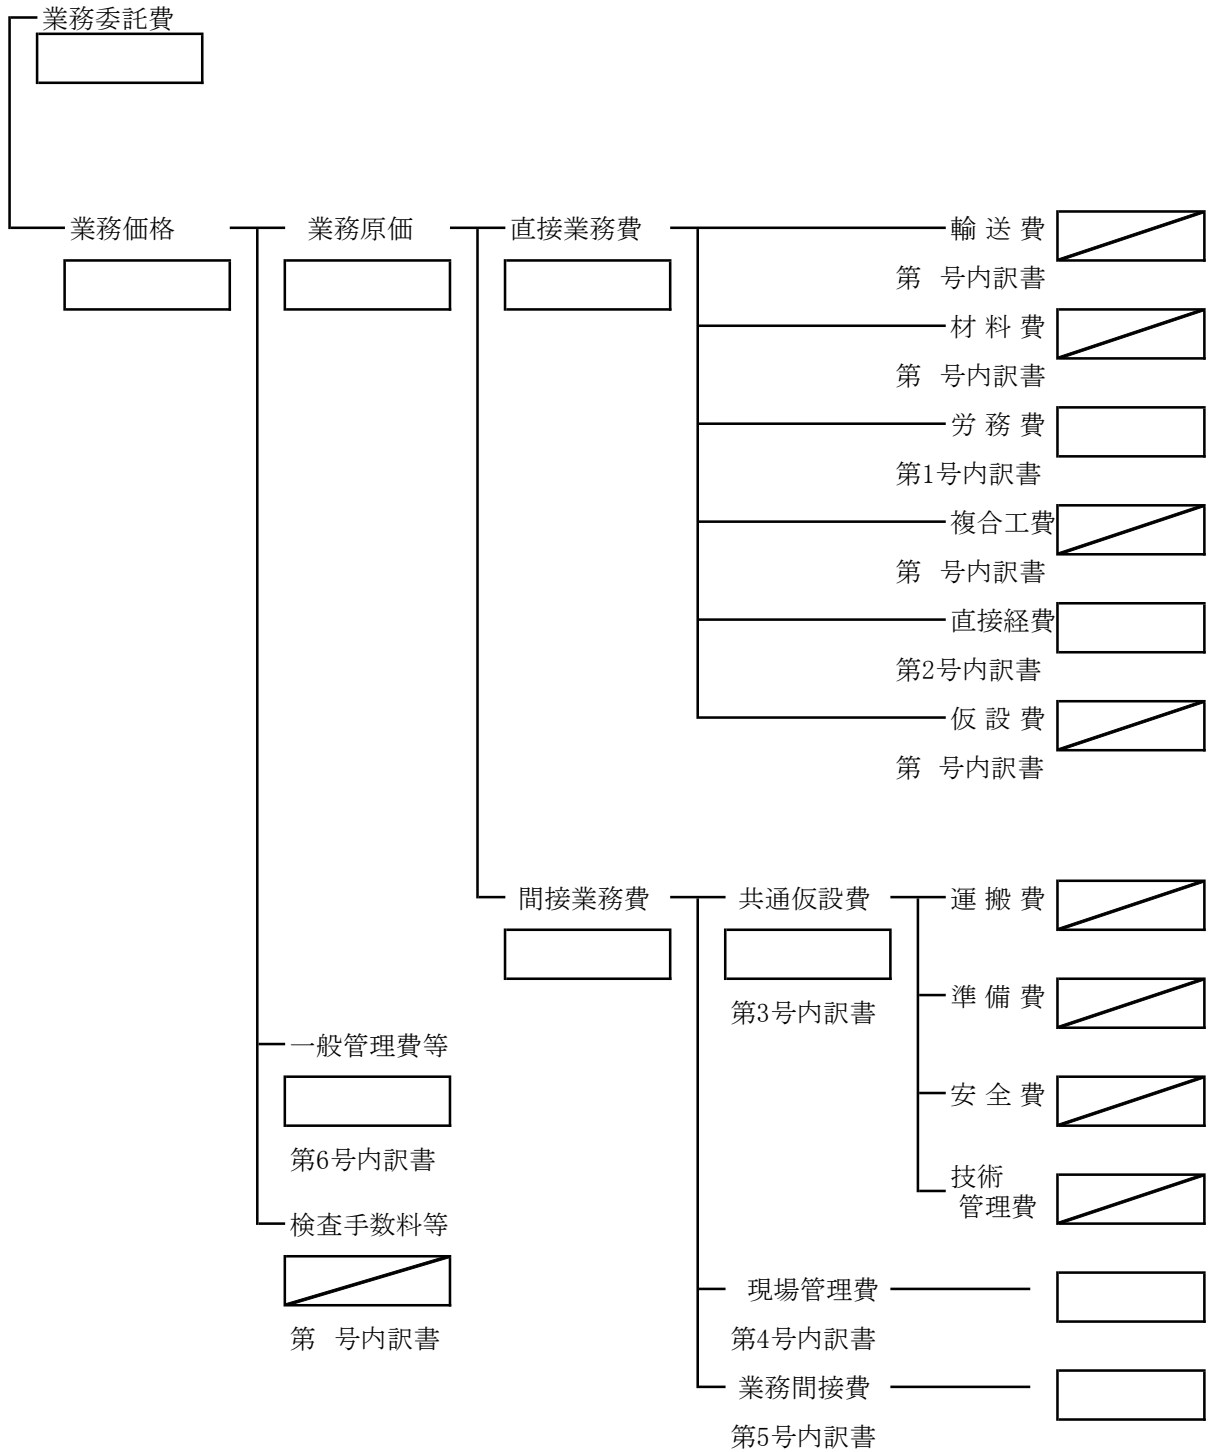 業務委託費
業務価格
業務原価
直接業務費
輸 送 費
第 号内訳書
材 料 費
第 号内訳書
労 務 費
第1号内訳書
複合工費
第 号内訳書
直接経費
第2号内訳書
仮 設 費
第 号内訳書
間接業務費
共通仮設費
第3号内訳書
運 搬 費
準 備 費
安 全 費
技術
管理費
一般管理費等
第6号内訳書
検査手数料等
第 号内訳書
現場管理費
第4号内訳書
業務間接費
第5号内訳書